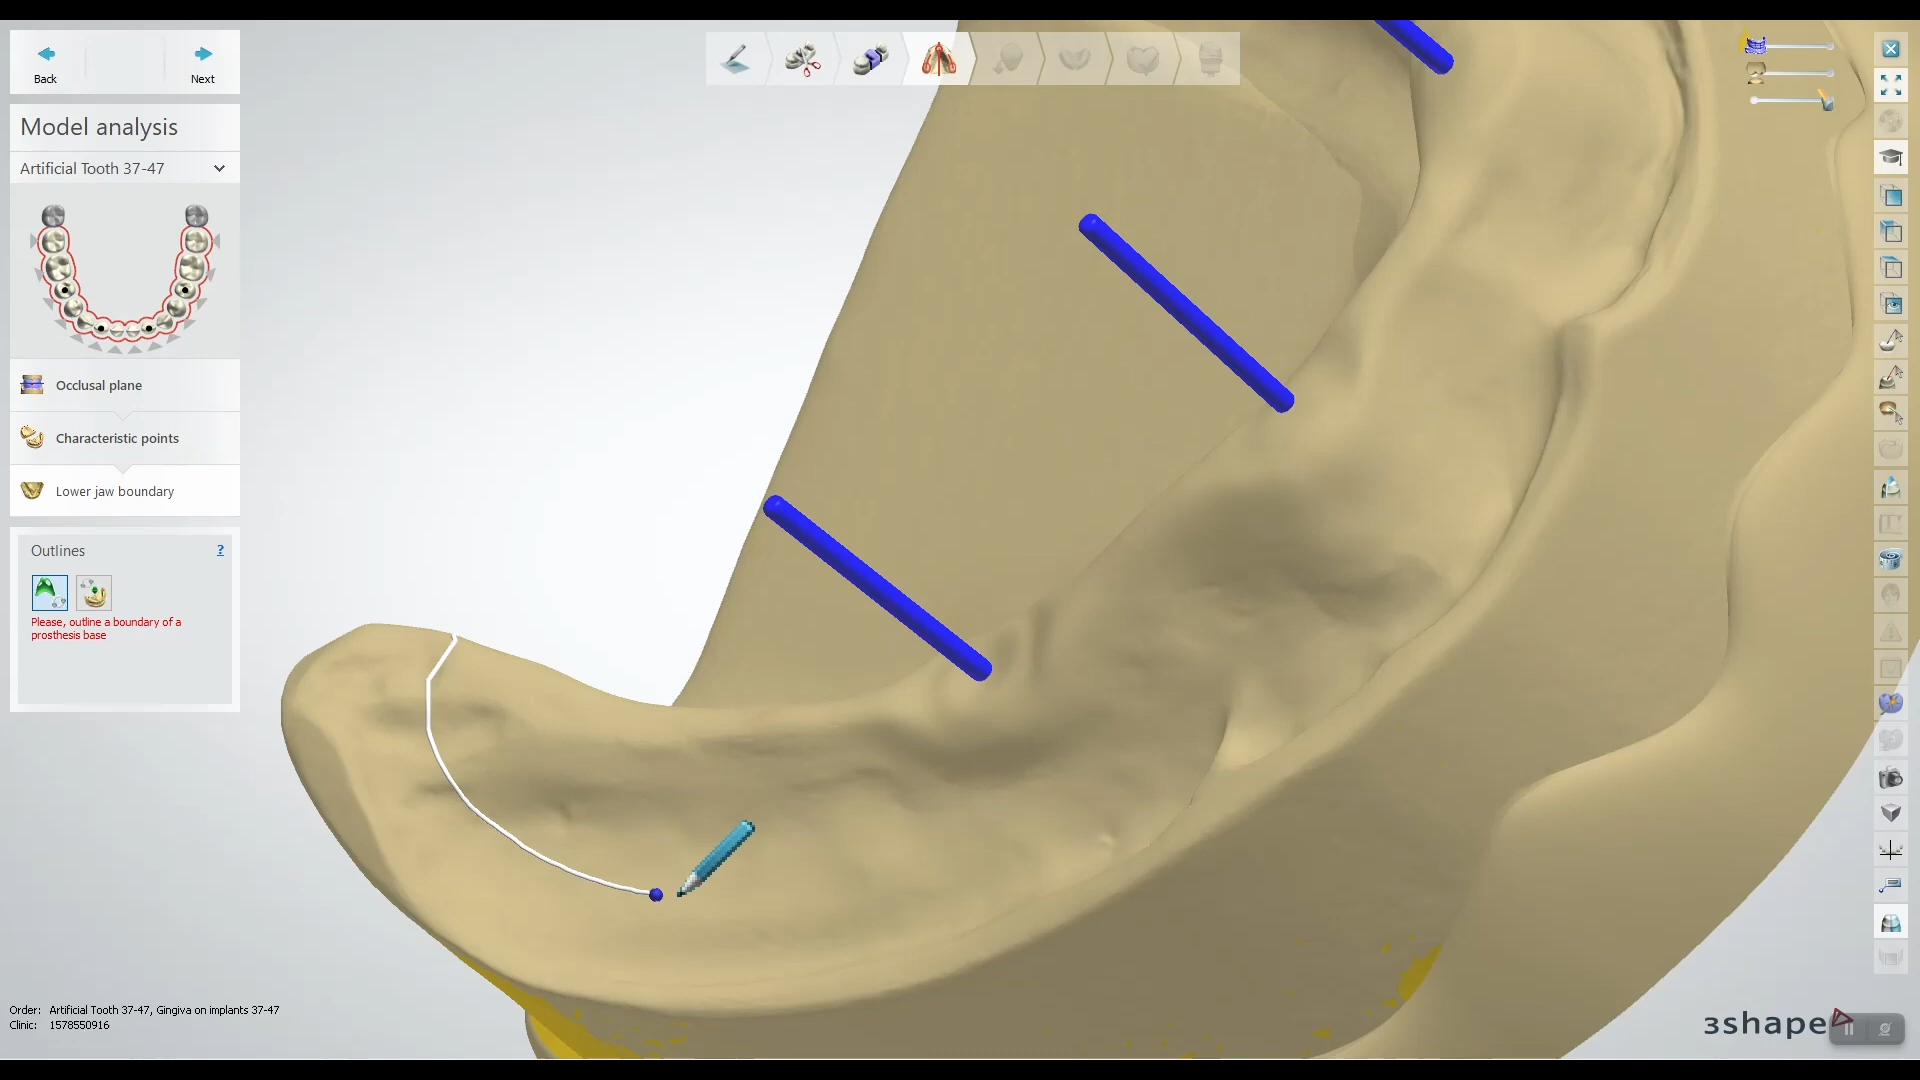 Back
Next
Model analysis
Artificial Tooth 37-47
Occlusal plane
Characteristic points
Lower jaw boundary
Outlines ?
Please, outline a boundary of a
prosthesis base
Order: Artificial Tooth 37-47, Gingiva on implants 37-47
Clinic: 1578550916
3shape